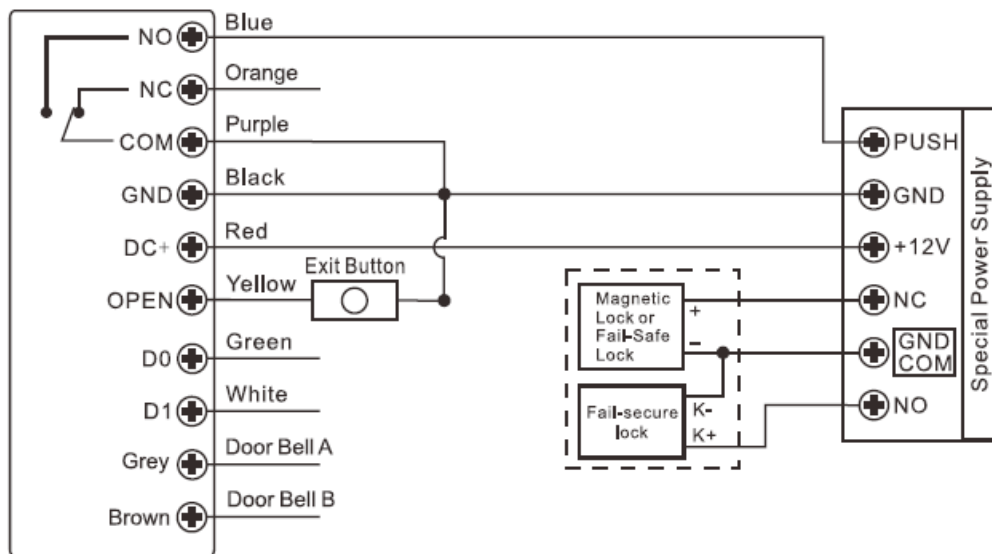 NO Blue
NC Orange
COM Purple
GND Black
DC+ Red
OPEN Yellow Exit Button
D0 Green
D1 White
Grey Door Bell A
Brown Door Bell B
Magnetic
Lock or
Fail-Safe
Lock
+
−
Fail-secure
lock
K-
K+
PUSH
GND
+12V
NC
GND
COM
NO
Special Power Supply